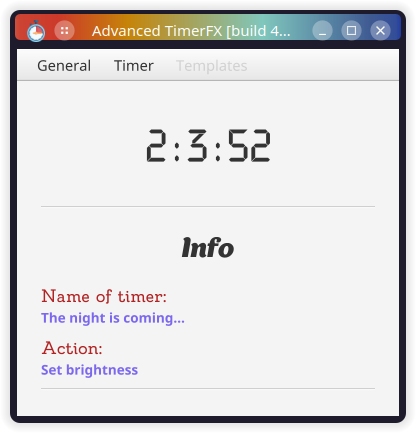 Advanced TimerFX [build 4...
General Timer Templates
2:3:52
Info
Name of timer:
The night is coming...
Action:
Set brightness